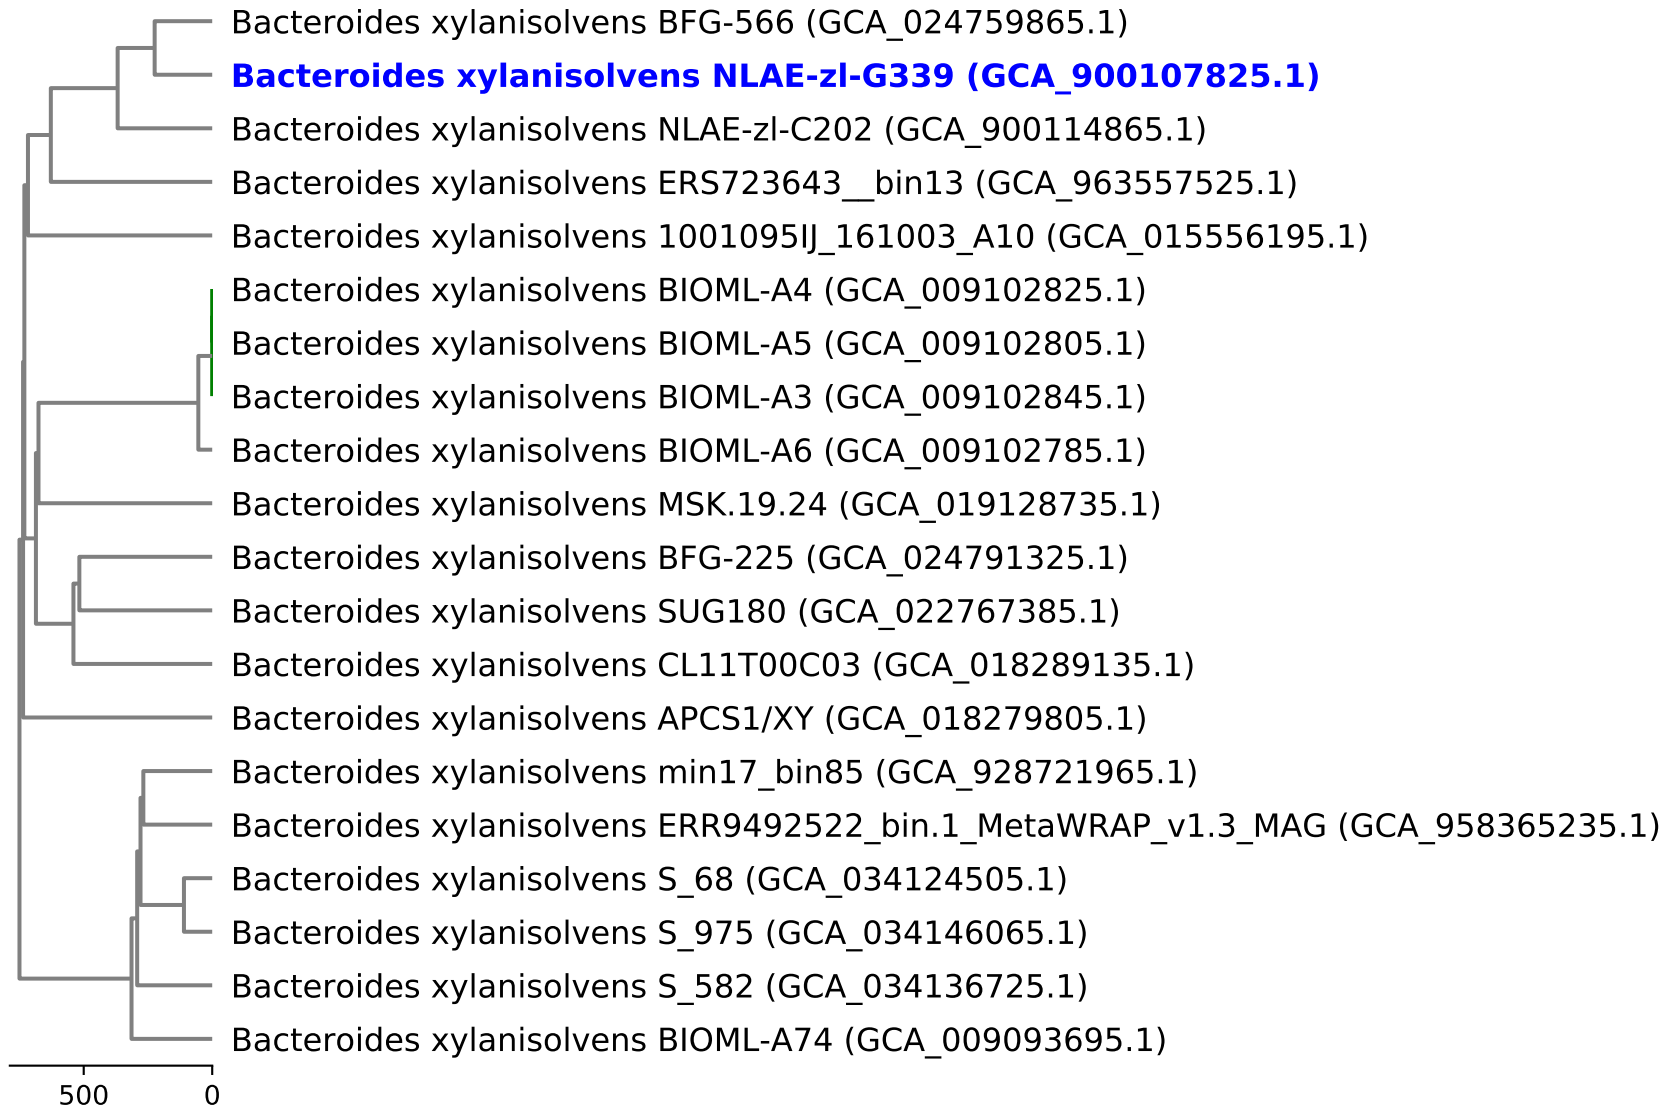 Bacteroides xylanisolvens BFG-566 (GCA_024759865.1)
Bacteroides xylanisolvens NLAE-zl-G339 (GCA_900107825.1)
Bacteroides xylanisolvens NLAE-zl-C202 (GCA_900114865.1)
Bacteroides xylanisolvens ERS723643__bin13 (GCA_963557525.1)
Bacteroides xylanisolvens 1001095IJ_161003_A10 (GCA_015556195.1)
Bacteroides xylanisolvens BIOML-A4 (GCA_009102825.1)
Bacteroides xylanisolvens BIOML-A5 (GCA_009102805.1)
Bacteroides xylanisolvens BIOML-A3 (GCA_009102845.1)
Bacteroides xylanisolvens BIOML-A6 (GCA_009102785.1)
Bacteroides xylanisolvens MSK.19.24 (GCA_019128735.1)
Bacteroides xylanisolvens BFG-225 (GCA_024791325.1)
Bacteroides xylanisolvens SUG180 (GCA_022767385.1)
Bacteroides xylanisolvens CL11T00C03 (GCA_018289135.1)
Bacteroides xylanisolvens APCS1/XY (GCA_018279805.1)
Bacteroides xylanisolvens min17_bin85 (GCA_928721965.1)
Bacteroides xylanisolvens ERR9492522_bin.1_MetaWRAP_v1.3_MAG (GCA_958365235.1)
Bacteroides xylanisolvens S_68 (GCA_034124505.1)
Bacteroides xylanisolvens S_975 (GCA_034146065.1)
Bacteroides xylanisolvens S_582 (GCA_034136725.1)
Bacteroides xylanisolvens BIOML-A74 (GCA_009093695.1)
500 0